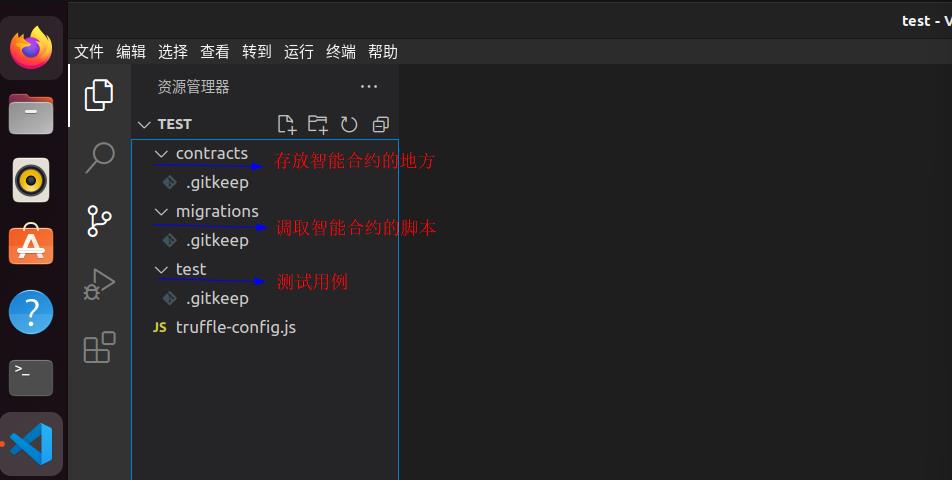 test - V
文件 编辑 选择 查看 转到 运行 终端 帮助
资源管理器
TEST
contracts
存放智能合约的地方
.gitkeep
migrations
调取智能合约的脚本
.gitkeep
test
测试用例
.gitkeep
JS truffle-config.js